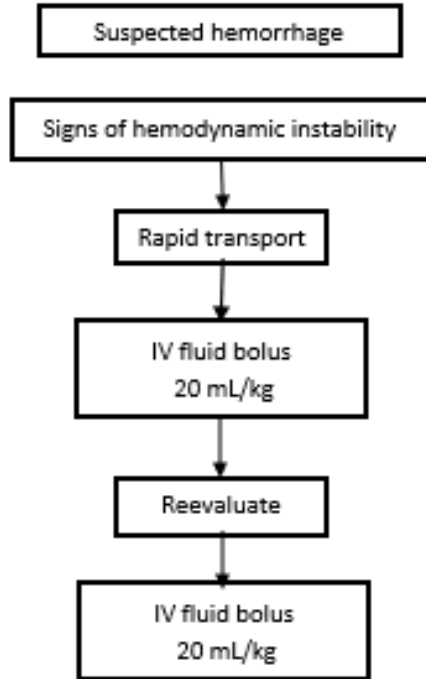 Suspected hemorrhage
Signs of hemodynamic instability
Rapid transport
IV fluid bolus
20 mL/kg
Reevaluate
IV fluid bolus
20 mL/kg